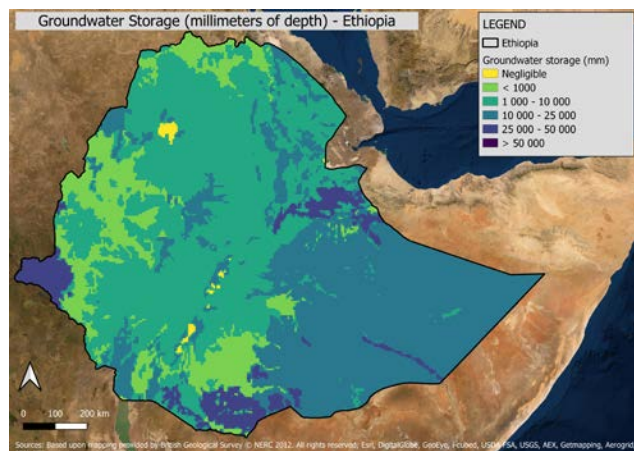 Groundwater Storage (millimeters of depth) - Ethiopia
LEGEND
Ethiopia
Groundwater storage (mm)
Negligible
< 1000
1 000 - 10 000
10 000 - 25 000
25 000 - 50 000
> 50 000
0 100 200 km
Sources: Based upon mapping provided by British Geological Survey © NERC 2012. All rights reserved; Esri, DigitalGlobe, GeoEye, i-cubed, USDA FSA, USGS, AEX, Getmapping, Aerogrid